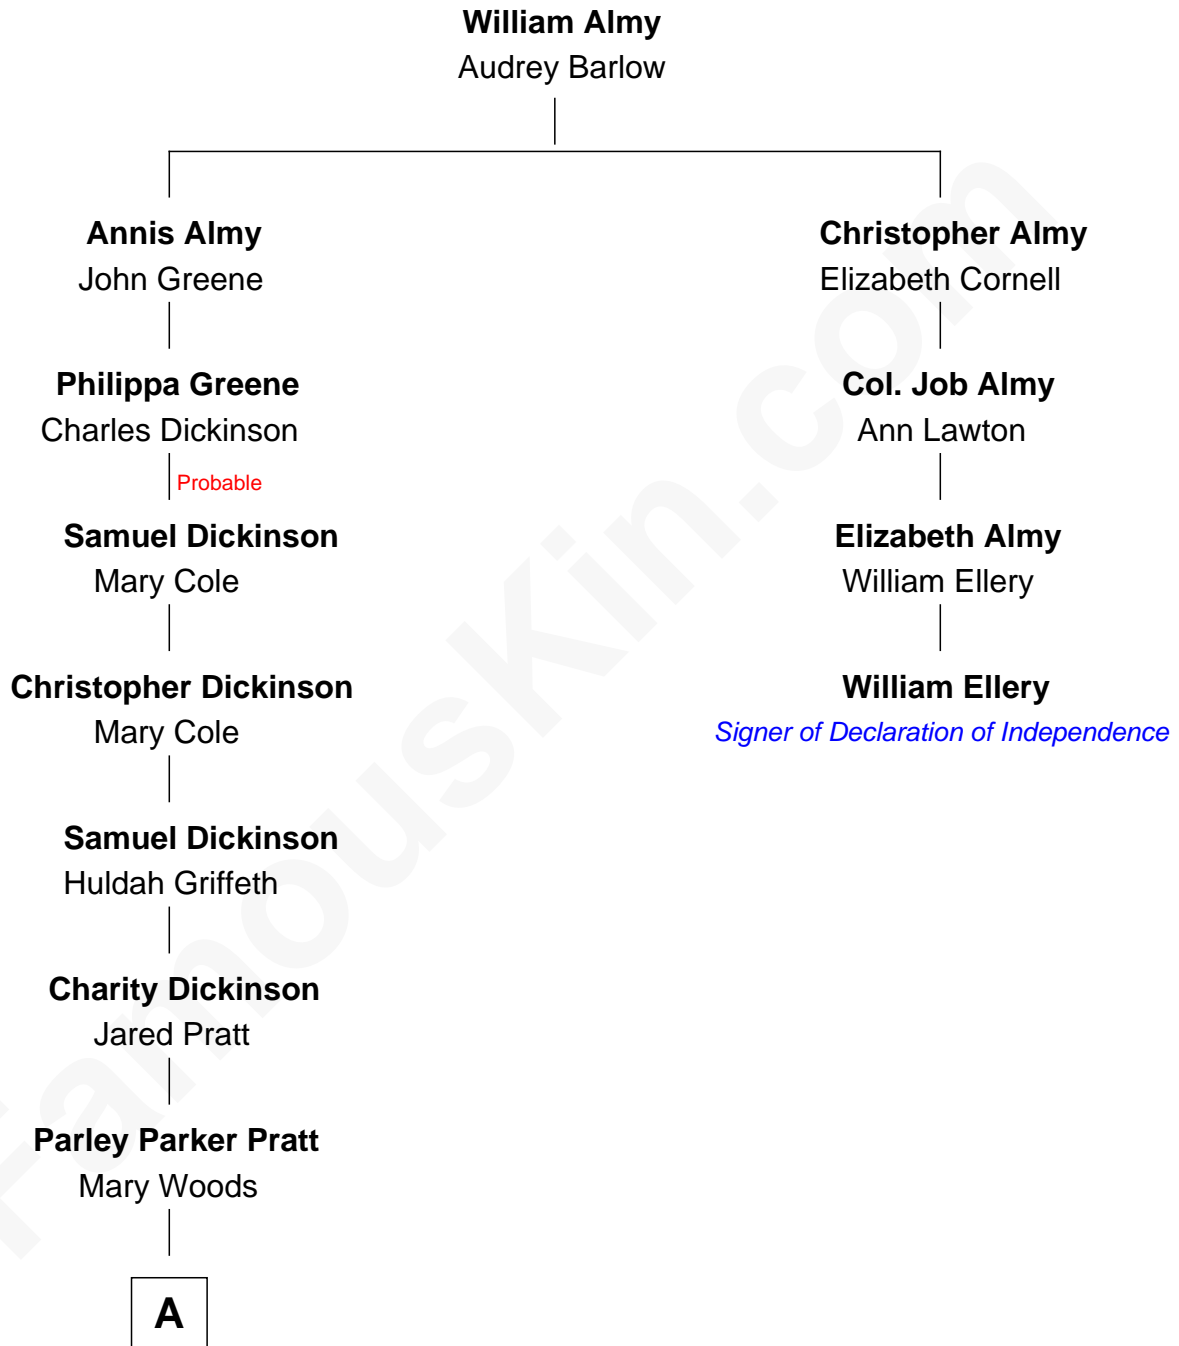 William Almy
Audrey Barlow
Annis Almy
John Greene
Christopher Almy
Elizabeth Cornell
Philippa Greene
Charles Dickinson
Col. Job Almy
Ann Lawton
Probable
Samuel Dickinson
Mary Cole
Elizabeth Almy
William Ellery
Christopher Dickinson
Mary Cole
William Ellery
Signer of Declaration of Independence
Samuel Dickinson
Huldah Griffeth
Charity Dickinson
Jared Pratt
Parley Parker Pratt
Mary Woods
A
FamousKin.com